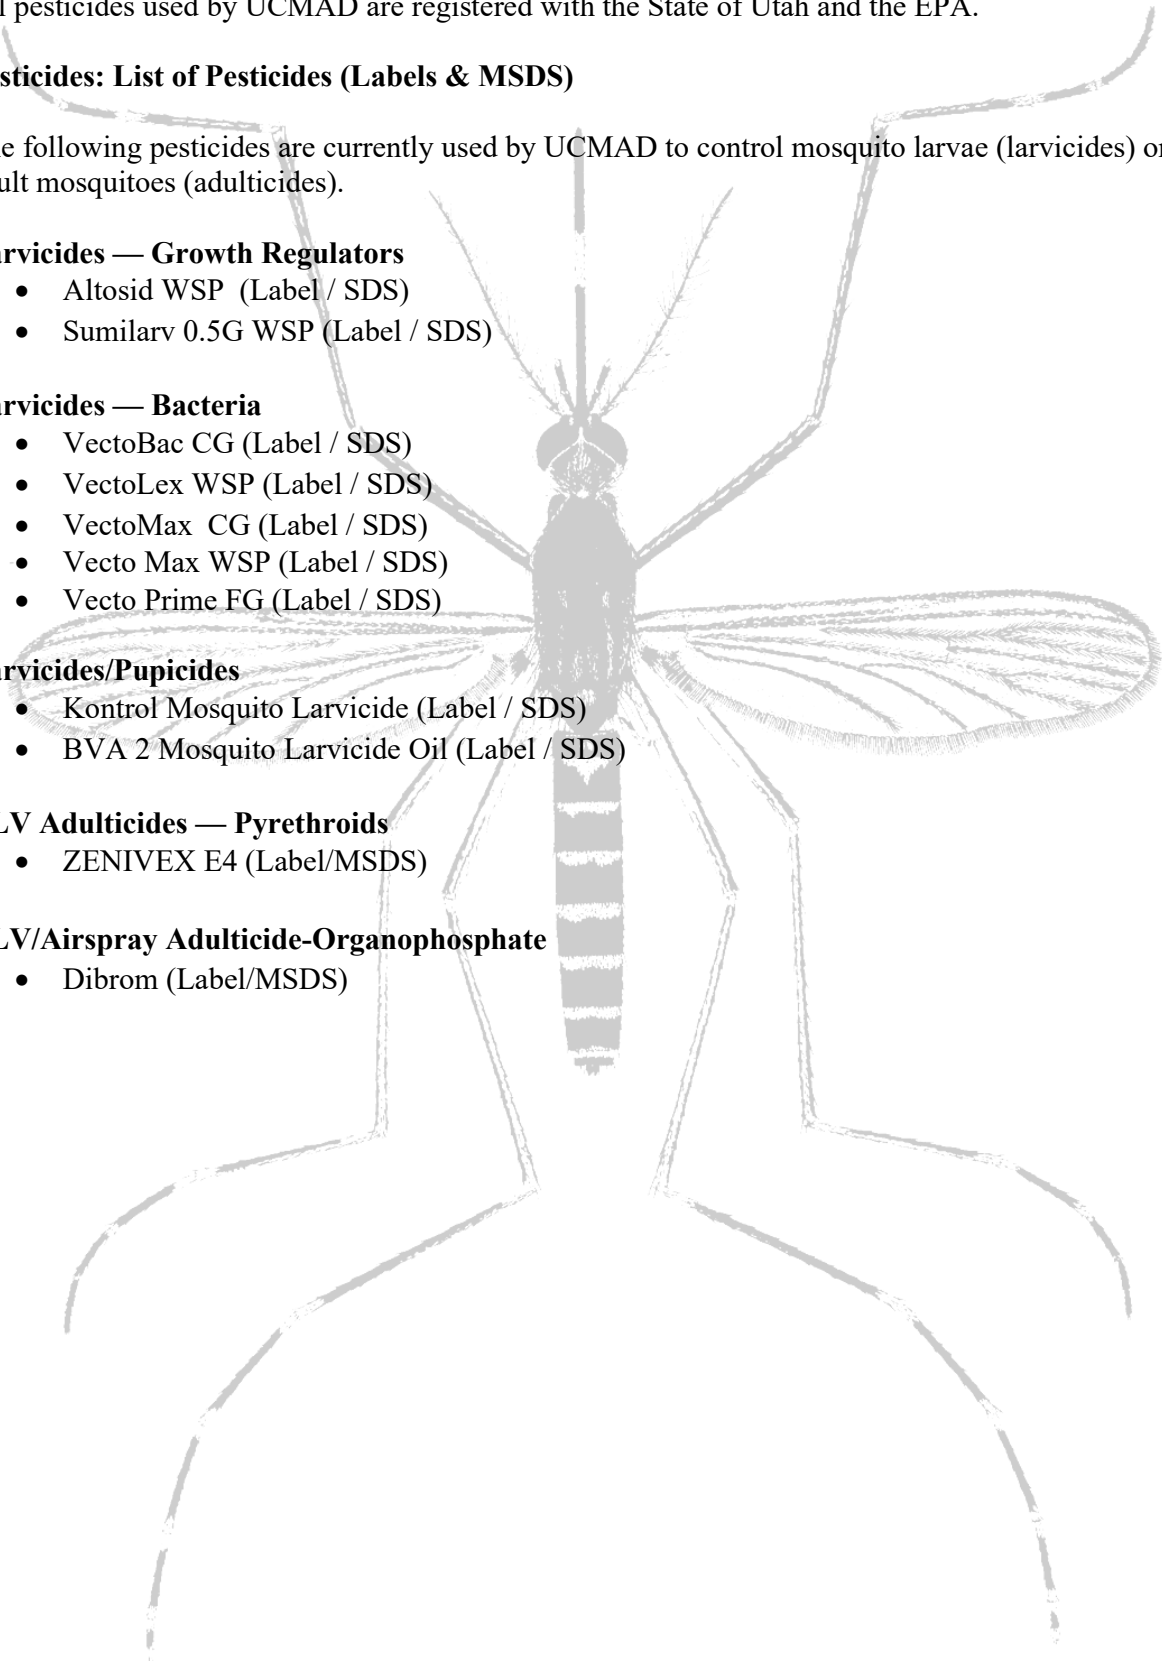 l pesticides used by UCMAD are registered with the State of Utah and the EPA.
sticides: List of Pesticides (Labels & MSDS)
e following pesticides are currently used by UCMAD to control mosquito larvae (larvicides) or
ult mosquitoes (adulticides).
rvicides — Growth Regulators
• Altosid WSP  (Label / SDS)
• Sumilarv 0.5G WSP (Label / SDS)
rvicides — Bacteria
• VectoBac CG (Label / SDS)
• VectoLex WSP (Label / SDS)
• VectoMax  CG (Label / SDS)
• Vecto Max WSP (Label / SDS)
• Vecto Prime FG (Label / SDS)
rvicides/Pupicides
• Kontrol Mosquito Larvicide (Label / SDS)
• BVA 2 Mosquito Larvicide Oil (Label / SDS)
LV Adulticides — Pyrethroids
• ZENIVEX E4 (Label/MSDS)
LV/Airspray Adulticide-Organophosphate
• Dibrom (Label/MSDS)